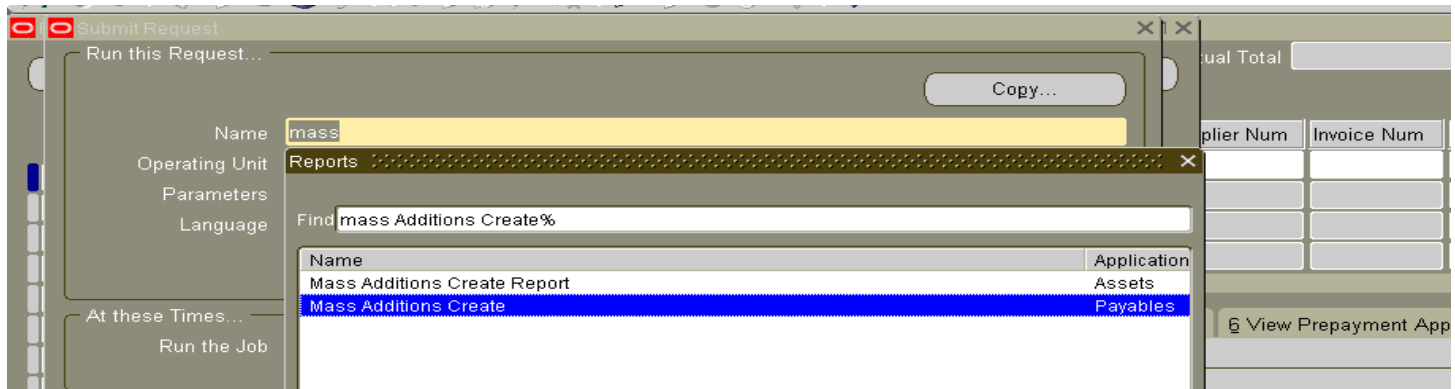 Submit Request
Run this Request...
tual Total
Copy...
Name mass
plier Num Invoice Num
Operating Unit
Reports
Parameters
Language
Find mass Additions Create%
Name Application
Mass Additions Create Report Assets
Mass Additions Create Payables
At these Times...
6 View Prepayment App
Run the Job